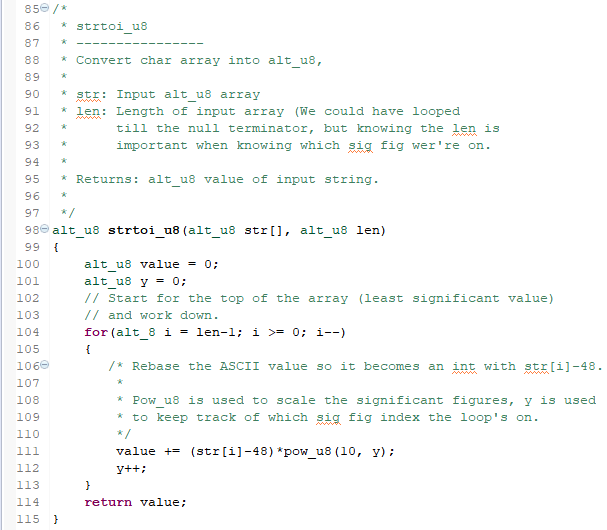 85 /*
86  * strtoi_u8
87  * ----------------
88  * Convert char array into alt_u8,
89  *
90  * str: Input alt_u8 array
91  * len: Length of input array (We could have looped
92  *      till the null terminator, but knowing the len is
93  *      important when knowing which sig fig wer're on.
94  *
95  * Returns: alt_u8 value of input string.
96  *
97  */
98 alt_u8 strtoi_u8(alt_u8 str[], alt_u8 len)
99 {
100     alt_u8 value = 0;
101     alt_u8 y = 0;
102     // Start for the top of the array (least significant value)
103     // and work down.
104     for(alt_8 i = len-1; i >= 0; i--)
105     {
106         /* Rebase the ASCII value so it becomes an int with str[i]-48.
107          *
108          * Pow_u8 is used to scale the significant figures, y is used
109          * to keep track of which sig fig index the loop's on.
110          */
111         value += (str[i]-48)*pow_u8(10, y);
112         y++;
113     }
114     return value;
115 }